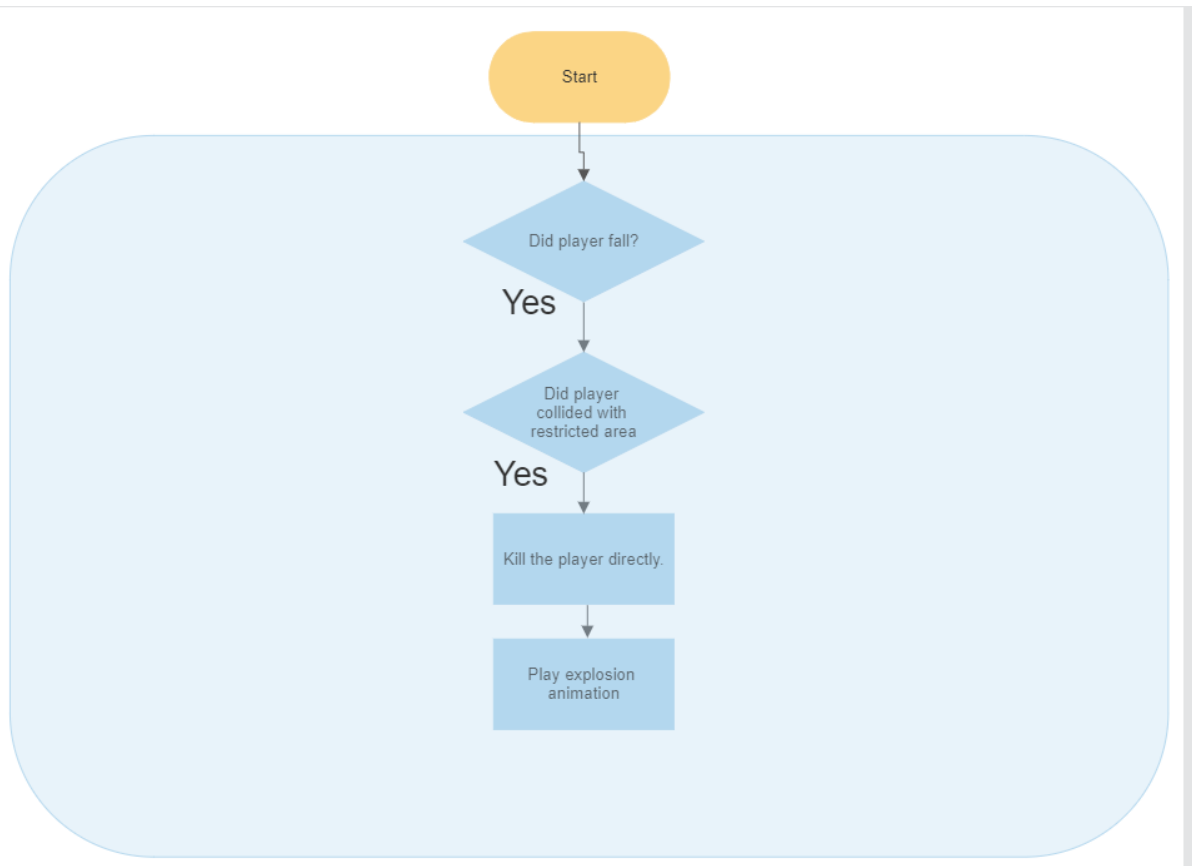 Start
Did player fall?
Yes
Did player
collided with
restricted area
Yes
Kill the player directly.
Play explosion
animation